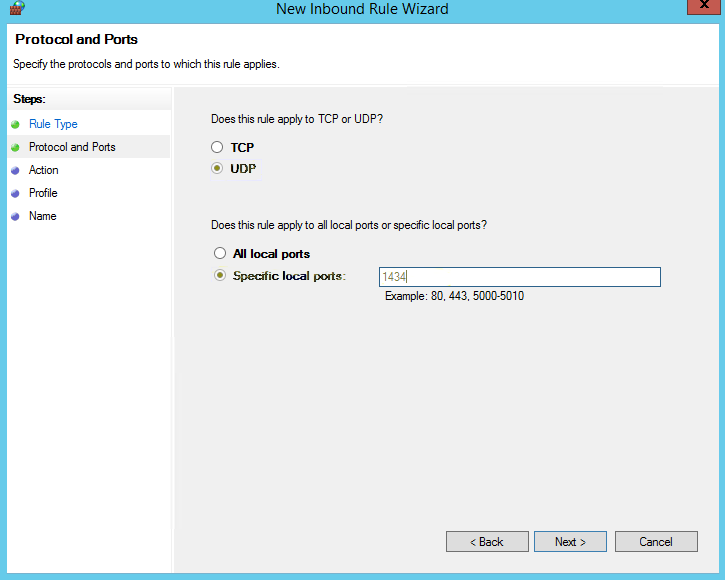 New Inbound Rule Wizard
x
Protocol and Ports
Specify the protocols and ports to which this rule applies.
Steps:
Rule Type
Protocol and Ports
Action
Profile
Name
Does this rule apply to TCP or UDP?
TCP
UDP
Does this rule apply to all local ports or specific local ports?
All local ports
Specific local ports: 1434
Example: 80, 443, 5000-5010
< Back Next > Cancel